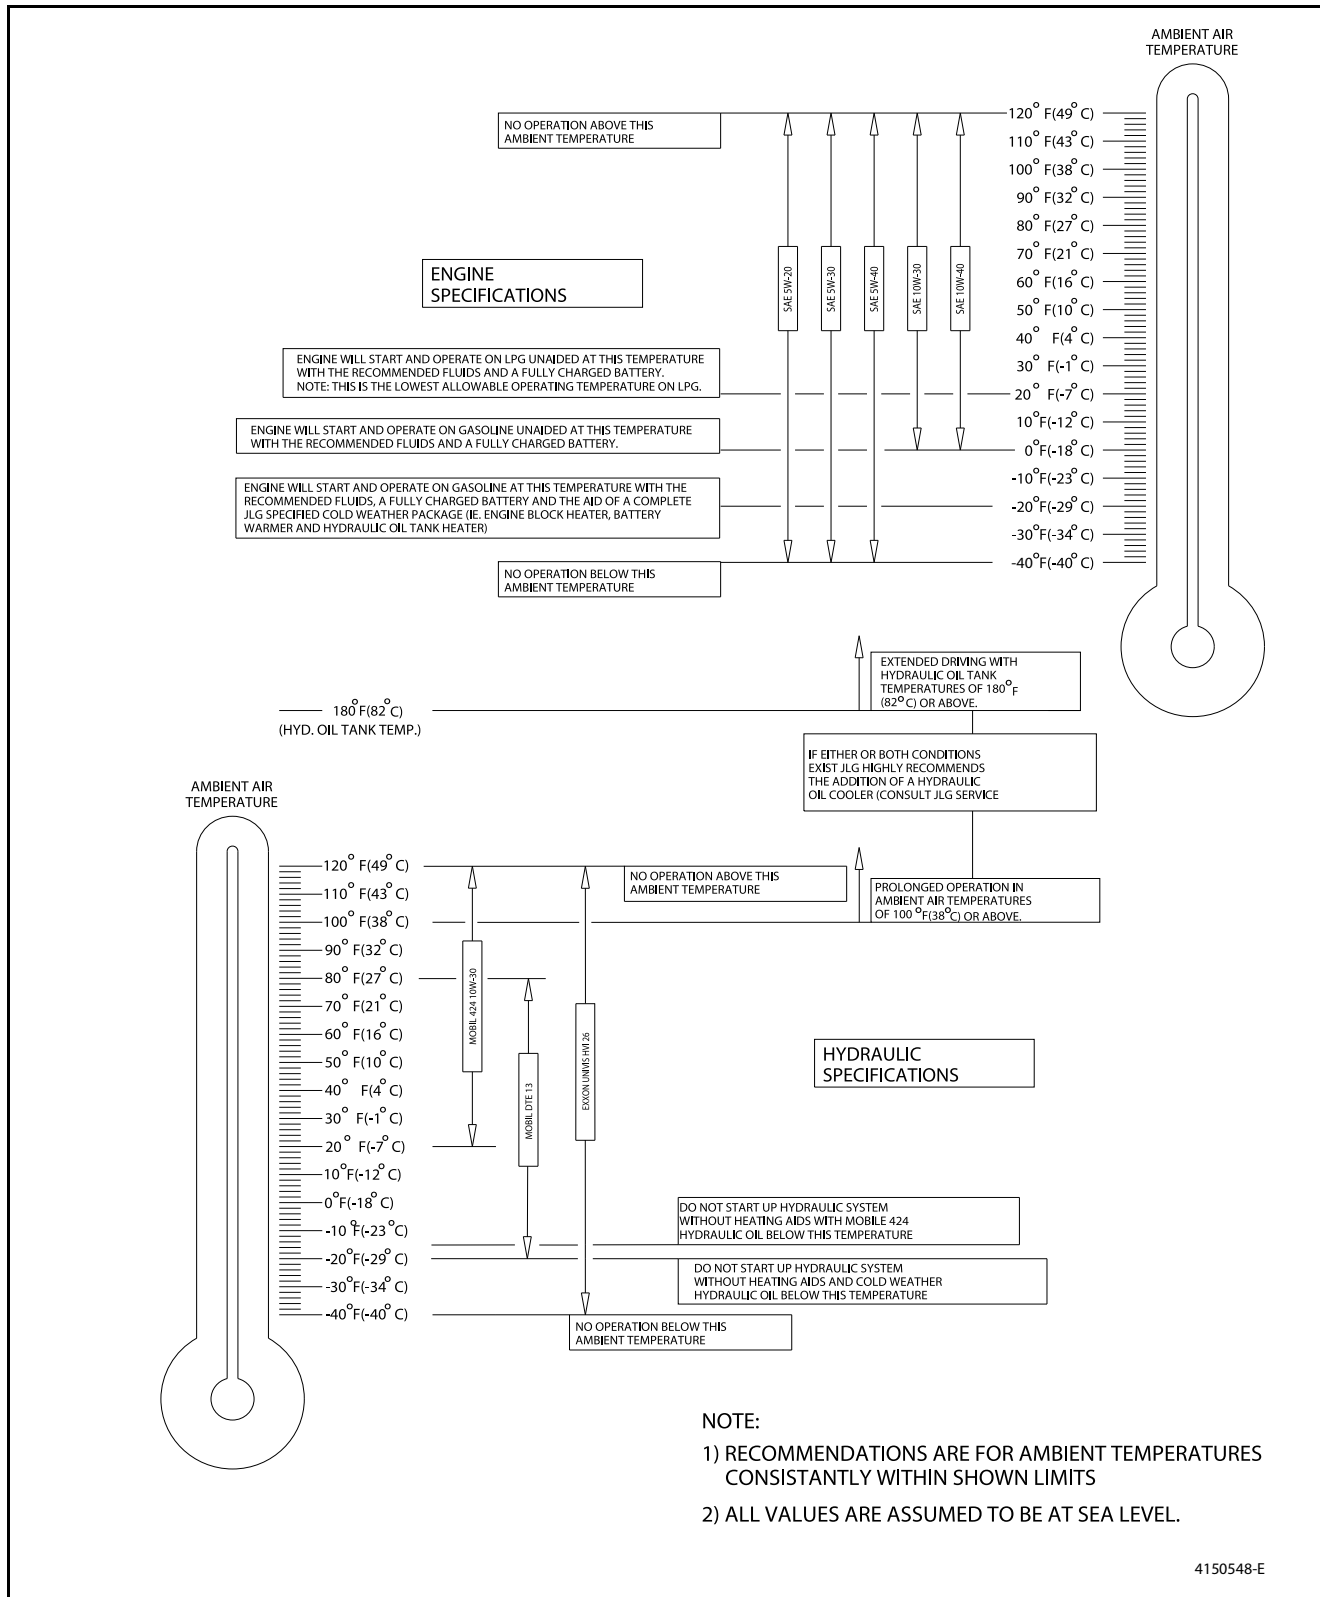 AMBIENT AIR
TEMPERATURE
120° F(49° C)
110° F(43° C)
100° F(38° C)
90° F(32° C)
80° F(27° C)
70° F(21° C)
60° F(16° C)
50° F(10° C)
40° F(4° C)
30° F(-1° C)
20° F(-7° C)
10°F(-12° C)
0°F(-18° C)
-10°F(-23° C)
-20°F(-29° C)
-30°F(-34° C)
-40°F(-40° C)
NO OPERATION ABOVE THIS
AMBIENT TEMPERATURE
SAE 5W-20
SAE 5W-30
SAE 5W-40
SAE 10W-30
SAE 10W-40
ENGINE
SPECIFICATIONS
ENGINE WILL START AND OPERATE ON LPG UNAIDED AT THIS TEMPERATURE
WITH THE RECOMMENDED FLUIDS AND A FULLY CHARGED BATTERY.
NOTE: THIS IS THE LOWEST ALLOWABLE OPERATING TEMPERATURE ON LPG.
ENGINE WILL START AND OPERATE ON GASOLINE UNAIDED AT THIS TEMPERATURE
WITH THE RECOMMENDED FLUIDS AND A FULLY CHARGED BATTERY.
ENGINE WILL START AND OPERATE ON GASOLINE AT THIS TEMPERATURE WITH THE
RECOMMENDED FLUIDS, A FULLY CHARGED BATTERY AND THE AID OF A COMPLETE
JLG SPECIFIED COLD WEATHER PACKAGE (IE. ENGINE BLOCK HEATER, BATTERY
WARMER AND HYDRAULIC OIL TANK HEATER)
NO OPERATION BELOW THIS
AMBIENT TEMPERATURE
EXTENDED DRIVING WITH
HYDRAULIC OIL TANK
TEMPERATURES OF 180°F
(82°C) OR ABOVE.
180°F(82°C)
(HYD. OIL TANK TEMP.)
IF EITHER OR BOTH CONDITIONS
EXIST JLG HIGHLY RECOMMENDS
THE ADDITION OF A HYDRAULIC
OIL COOLER (CONSULT JLG SERVICE
AMBIENT AIR
TEMPERATURE
120° F(49° C)
110° F(43° C)
100° F(38° C)
90° F(32° C)
80° F(27° C)
70° F(21° C)
60° F(16° C)
50° F(10° C)
40° F(4° C)
30° F(-1° C)
20° F(-7° C)
10°F(-12° C)
0°F(-18° C)
-10 °F(-23 °C)
-20°F(-29° C)
-30°F(-34° C)
-40°F(-40° C)
NO OPERATION ABOVE THIS
AMBIENT TEMPERATURE
PROLONGED OPERATION IN
AMBIENT AIR TEMPERATURES
OF 100 °F(38°C) OR ABOVE.
MOBIL 424 10W-30
MOBIL DTE 13
EXXON UNIVIS HVI 26
HYDRAULIC
SPECIFICATIONS
DO NOT START UP HYDRAULIC SYSTEM
WITHOUT HEATING AIDS WITH MOBILE 424
HYDRAULIC OIL BELOW THIS TEMPERATURE
DO NOT START UP HYDRAULIC SYSTEM
WITHOUT HEATING AIDS AND COLD WEATHER
HYDRAULIC OIL BELOW THIS TEMPERATURE
NO OPERATION BELOW THIS
AMBIENT TEMPERATURE
NOTE:
1) RECOMMENDATIONS ARE FOR AMBIENT TEMPERATURES
CONSISTANTLY WITHIN SHOWN LIMITS
2) ALL VALUES ARE ASSUMED TO BE AT SEA LEVEL.
4150548-E